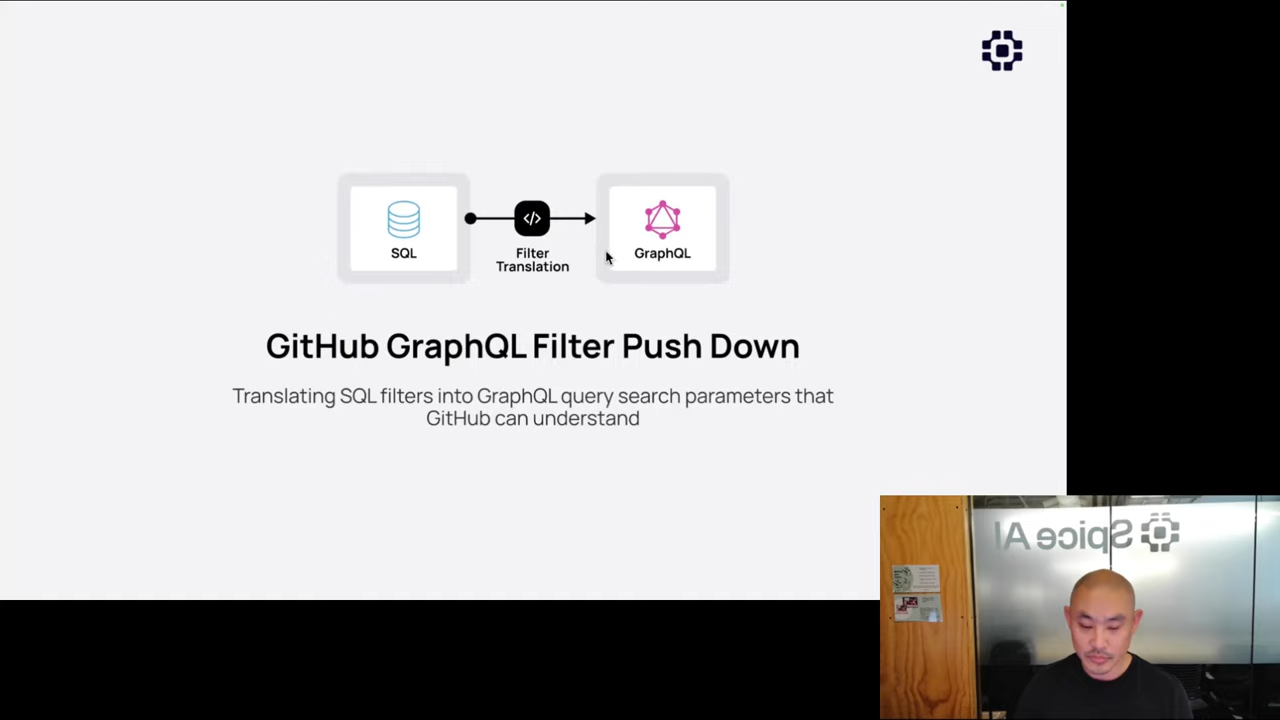 SQL
</>
Filter
Translation
GraphQL
GitHub GraphQL Filter Push Down
Translating SQL filters into GraphQL query search parameters that
GitHub can understand
Spice AI